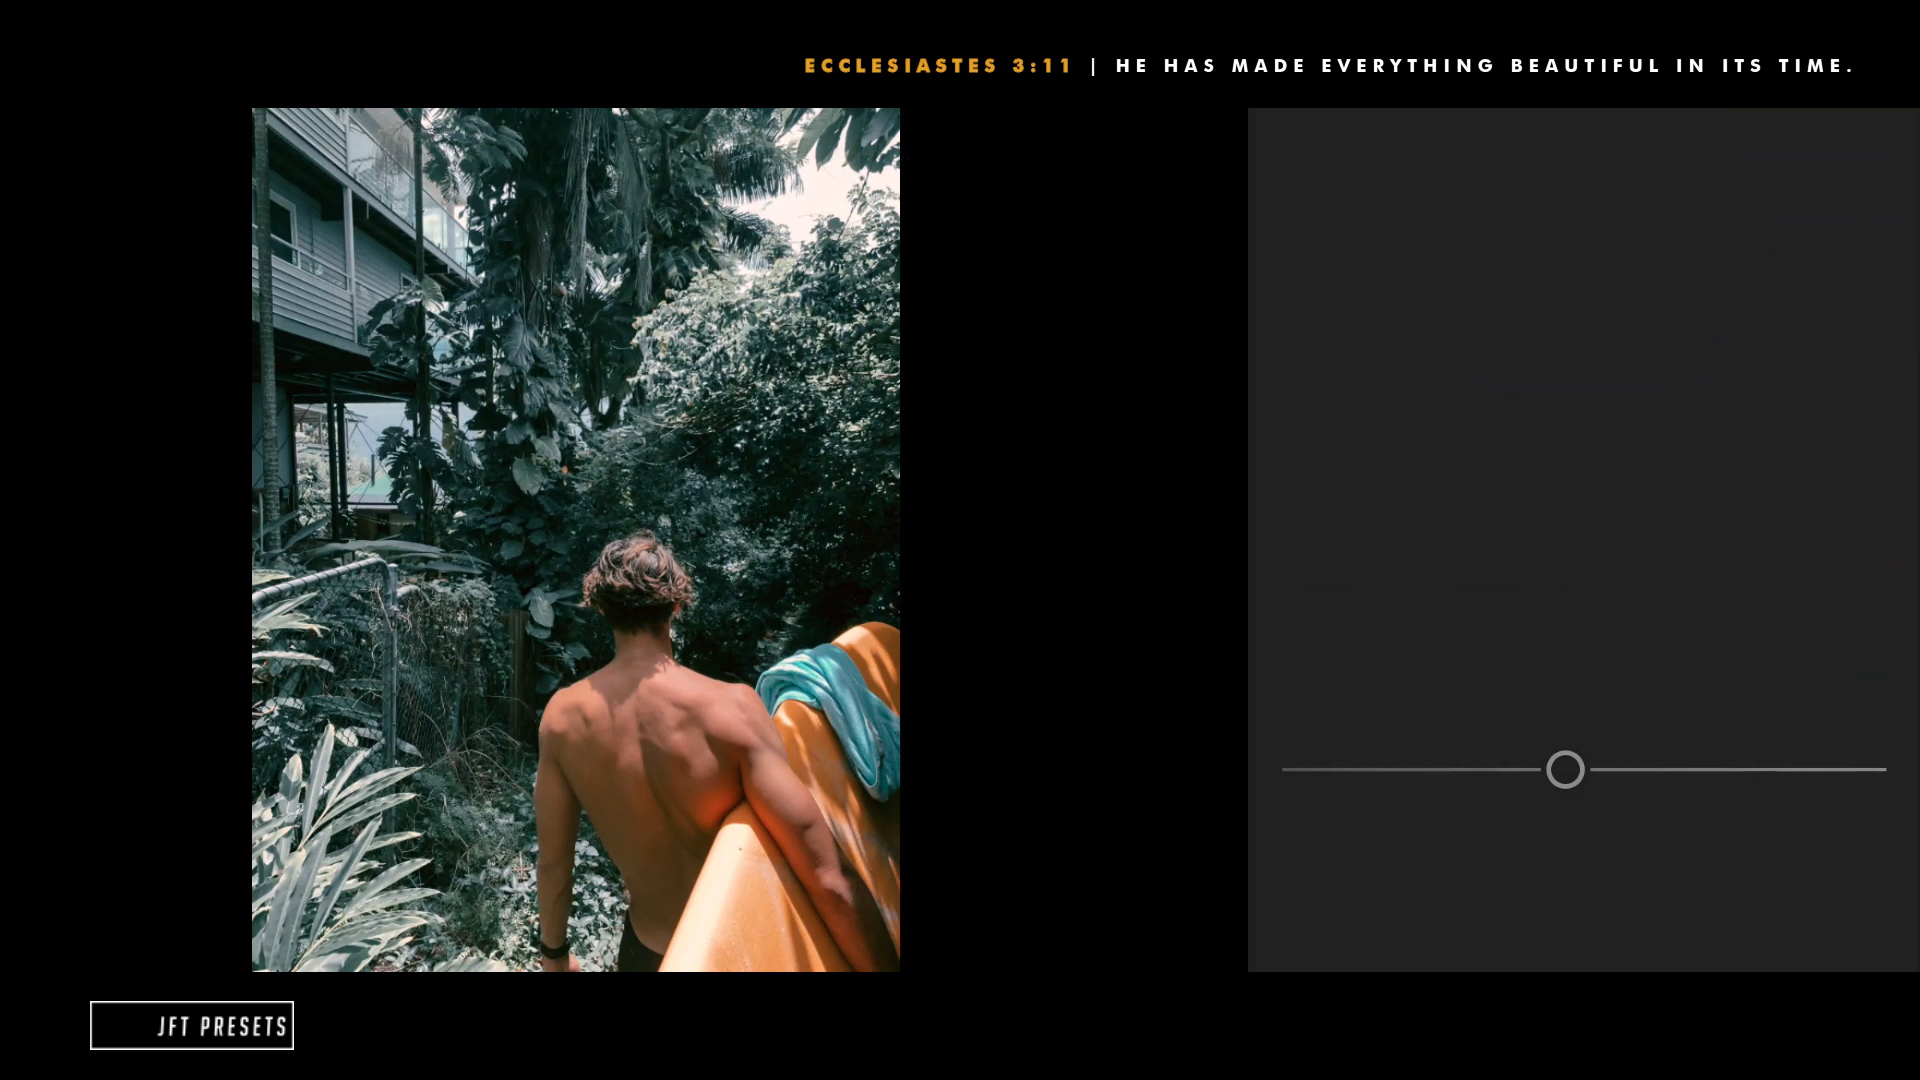 ECCLESIASTES 3:11 | HE HAS MADE EVERYTHING BEAUTIFUL IN ITS TIME.
JFT PRESETS